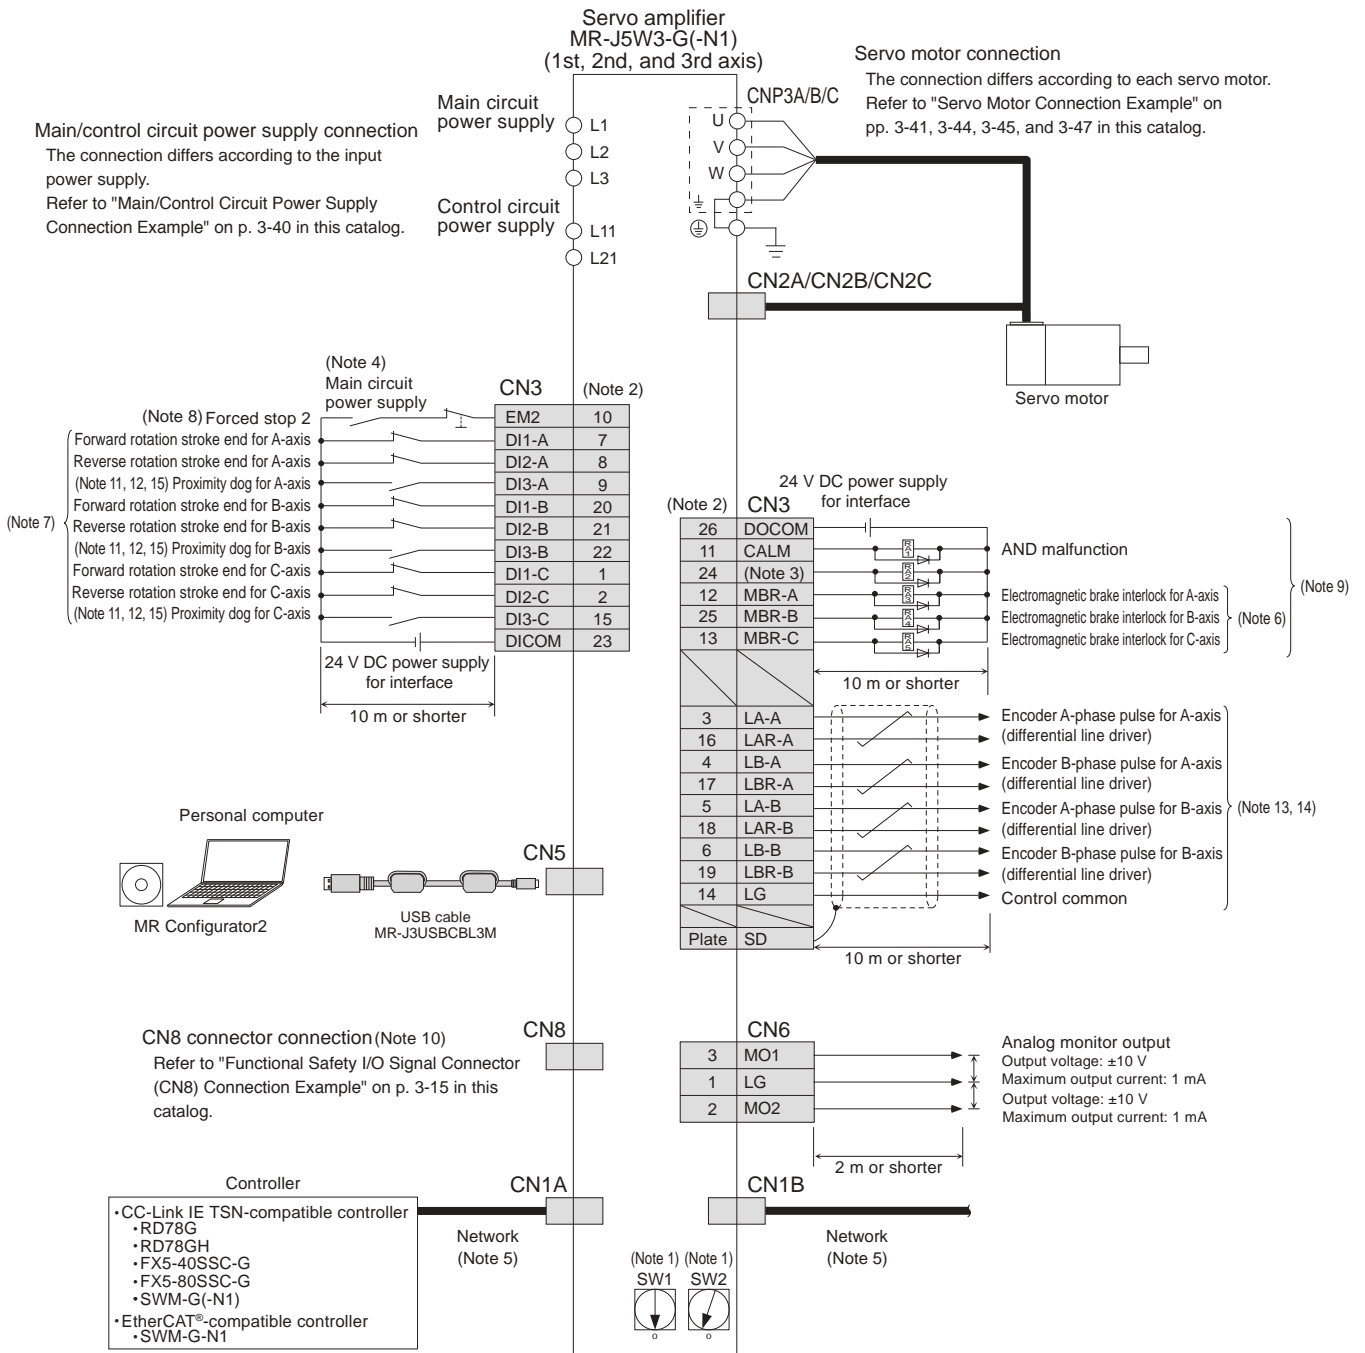 Servo amplifier
MR-J5W3-G(-N1)
(1st, 2nd, and 3rd axis)
Main/control circuit power supply connection
The connection differs according to the input
power supply.
Refer to "Main/Control Circuit Power Supply
Connection Example" on p. 3-40 in this catalog.
Main circuit
power supply
L1
L2
L3
Control circuit
power supply
L11
L21
CNP3A/B/C
U
V
W
Servo motor connection
The connection differs according to each servo motor.
Refer to "Servo Motor Connection Example" on
pp. 3-41, 3-44, 3-45, and 3-47 in this catalog.
CN2A/CN2B/CN2C
Servo motor
(Note 4)
Main circuit
power supply
CN3 (Note 2)
(Note 8) Forced stop 2 EM2 10
Forward rotation stroke end for A-axis DI1-A 7
Reverse rotation stroke end for A-axis DI2-A 8
(Note 11, 12, 15) Proximity dog for A-axis DI3-A 9
Forward rotation stroke end for B-axis DI1-B 20
(Note 7) Reverse rotation stroke end for B-axis DI2-B 21
(Note 11, 12, 15) Proximity dog for B-axis DI3-B 22
Forward rotation stroke end for C-axis DI1-C 1
Reverse rotation stroke end for C-axis DI2-C 2
(Note 11, 12, 15) Proximity dog for C-axis DI3-C 15
DICOM 23
24 V DC power supply
for interface
10 m or shorter
24 V DC power supply
for interface
(Note 2) CN3
26 DOCOM
11 CALM RA1 AND malfunction
24 (Note 3) RA2
12 MBR-A RA3 Electromagnetic brake interlock for A-axis
25 MBR-B RA4 Electromagnetic brake interlock for B-axis (Note 6)
13 MBR-C RA5 Electromagnetic brake interlock for C-axis
(Note 9)
10 m or shorter
3 LA-A Encoder A-phase pulse for A-axis
16 LAR-A (differential line driver)
4 LB-A Encoder B-phase pulse for A-axis
17 LBR-A (differential line driver)
5 LA-B Encoder A-phase pulse for B-axis (Note 13, 14)
18 LAR-B (differential line driver)
6 LB-B Encoder B-phase pulse for B-axis
19 LBR-B (differential line driver)
14 LG Control common
Plate SD
10 m or shorter
Personal computer
MR Configurator2
USB cable
MR-J3USBCBL3M
CN5
CN8 connector connection(Note 10)
Refer to "Functional Safety I/O Signal Connector
(CN8) Connection Example" on p. 3-15 in this
catalog.
CN8
CN6
3 MO1
1 LG
2 MO2
Analog monitor output
Output voltage: ±10 V
Maximum output current: 1 mA
Output voltage: ±10 V
Maximum output current: 1 mA
2 m or shorter
Controller
・CC-Link IE TSN-compatible controller
・RD78G
・RD78GH
・FX5-40SSC-G
・FX5-80SSC-G
・SWM-G(-N1)
・EtherCAT®-compatible controller
・SWM-G-N1
CN1A
Network
(Note 5)
CN1B
Network
(Note 5)
(Note 1) (Note 1)
SW1 SW2
0 0